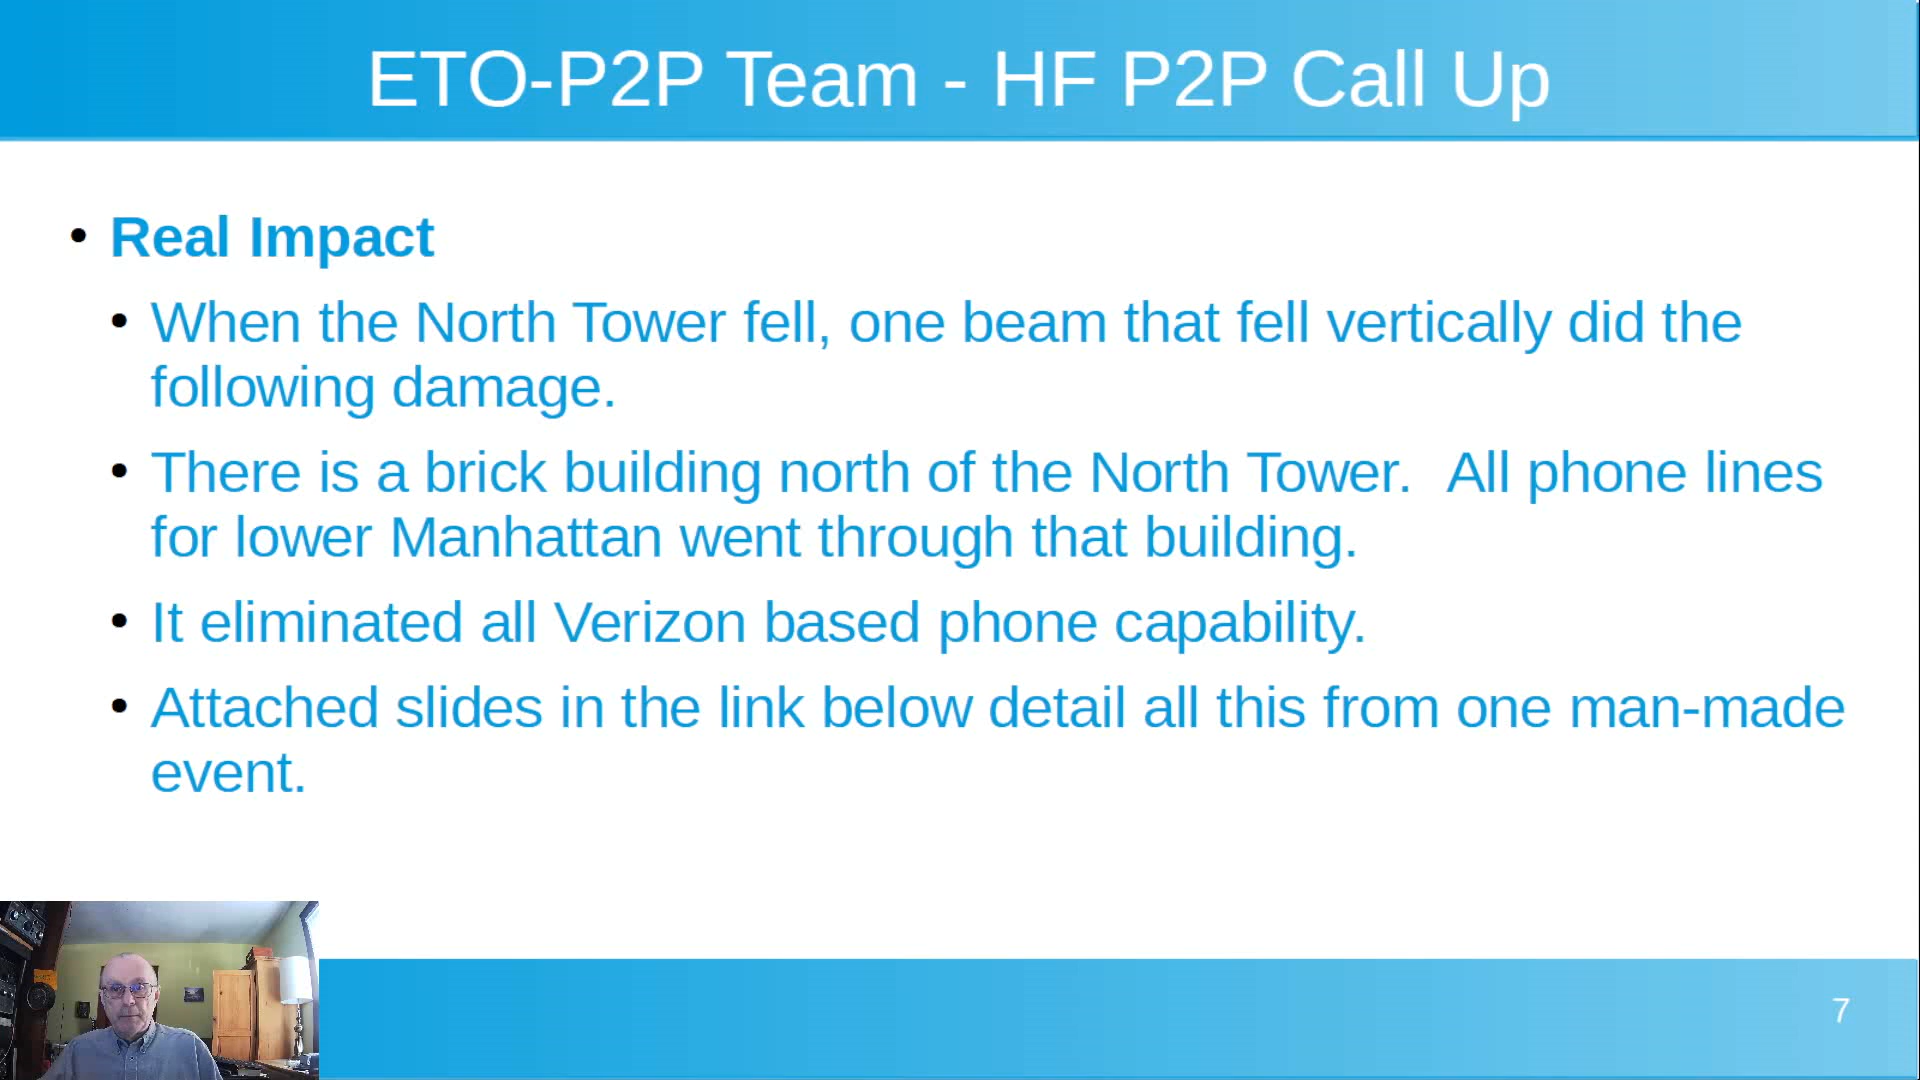 ETO-P2P Team - HF P2P Call Up
• Real Impact
• When the North Tower fell, one beam that fell vertically did the
following damage.
• There is a brick building north of the North Tower.  All phone lines
for lower Manhattan went through that building.
• It eliminated all Verizon based phone capability.
• Attached slides in the link below detail all this from one man-made
event.
7